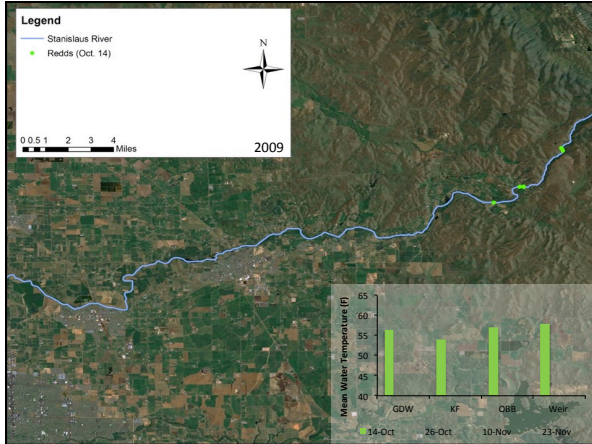 Legend
Stanislaus River
Redds (Oct. 14)
N
0 0.5 1 2 3 4
Miles
2009
Mean Water Temperature (F)
65
60
55
50
45
40
GDW KF OBB Weir
14-Oct 26-Oct 10-Nov 23-Nov